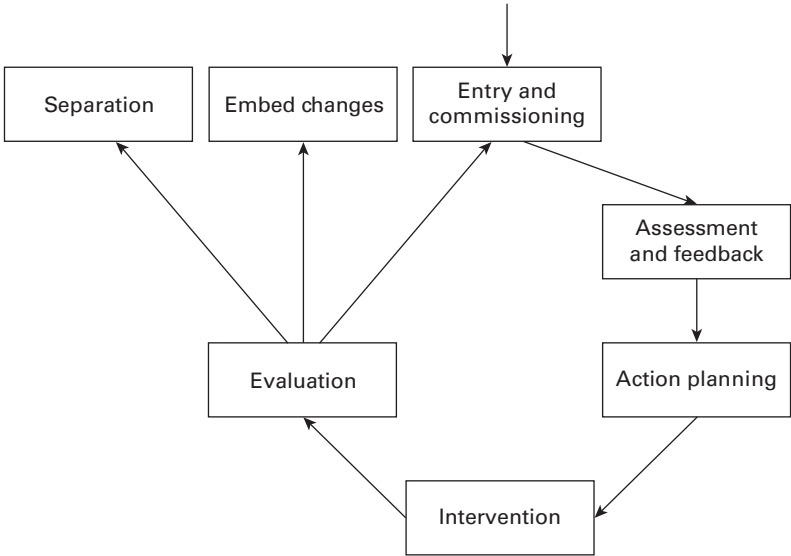 Separation
Embed changes
Entry and
commissioning
Assessment
and feedback
Evaluation
Action planning
Intervention